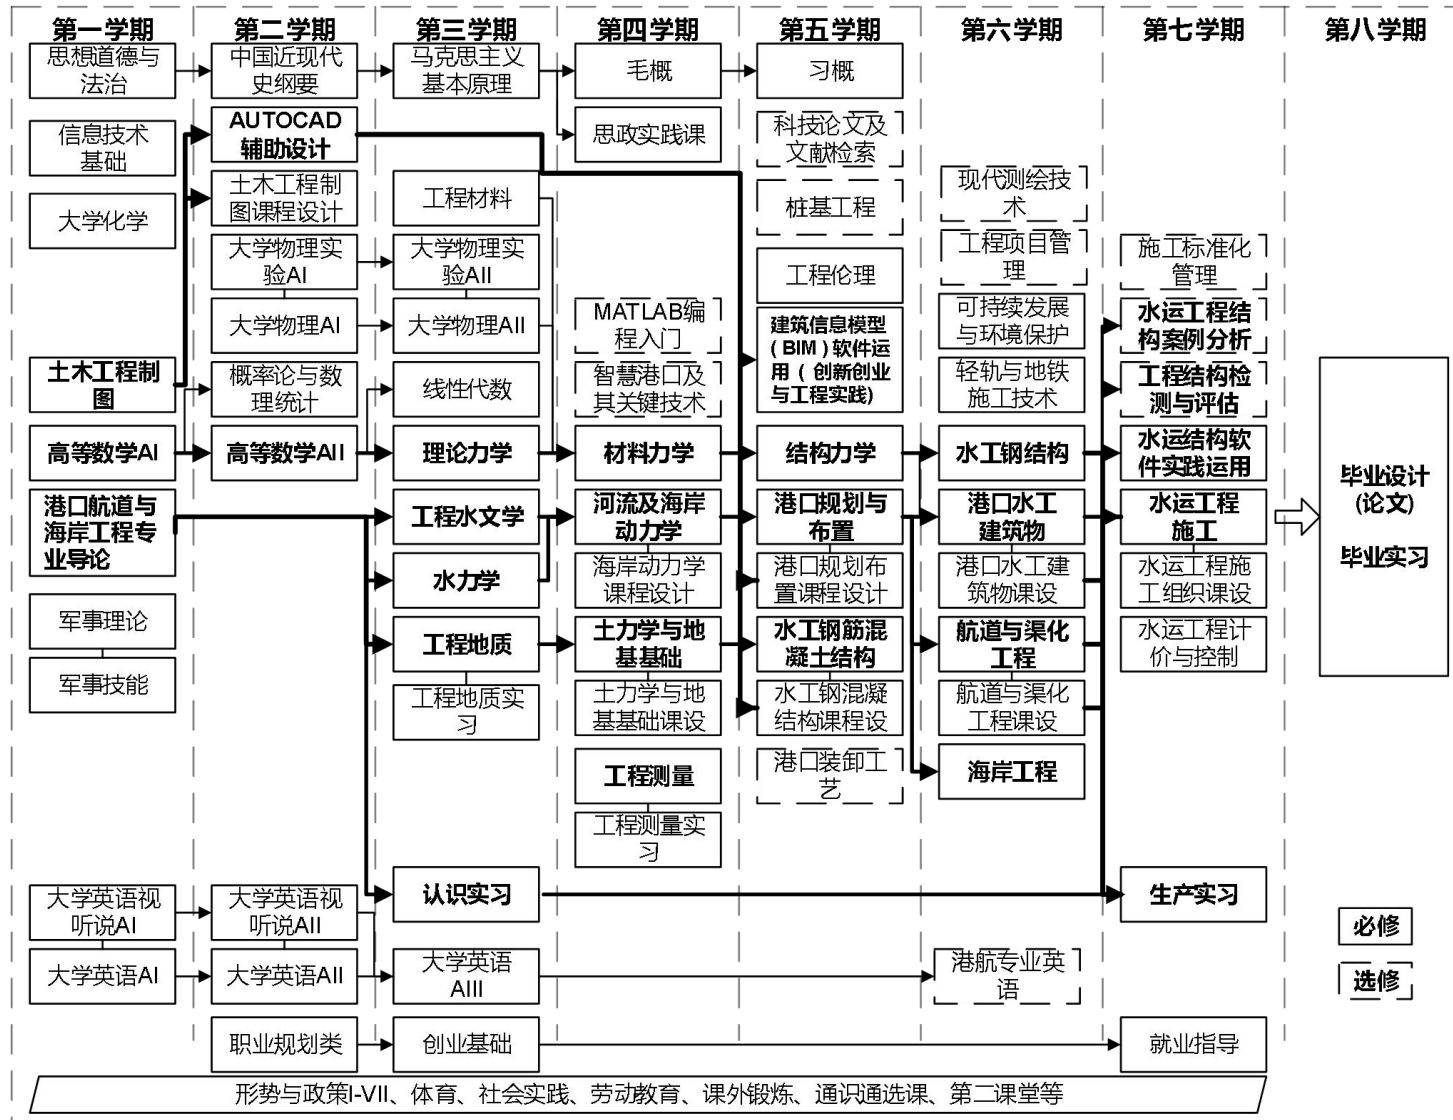 第一学期
第二学期
第三学期
第四学期
第五学期
第六学期
第七学期
第八学期
思想道德与
法治
信息技术
基础
大学化学
土木工程制
图
高等数学AI
港口航道与
海岸工程专
业导论
军事理论
军事技能
大学英语视
听说AI
大学英语AI
中国近现代
史纲要
AUTOCAD
辅助设计
土木工程制
图课程设计
大学物理实
验AI
大学物理AI
概率论与数
理统计
高等数学AII
大学英语视
听说AII
大学英语AII
职业规划类
马克思主义
基本原理
工程材料
大学物理实
验AII
大学物理AII
线性代数
理论力学
工程水文学
水力学
工程地质
工程地质实
习
认识实习
大学英语
AIII
创业基础
毛概
思政实践课
MATLAB编
程入门
智慧港口及
其关键技术
材料力学
河流及海岸
动力学
海岸动力学
课程设计
土力学与地
基基础
土力学与地
基基础课设
工程测量
工程测量实
习
习概
科技论文及
文献检索
桩基工程
工程伦理
建筑信息模型
(BIM)软件运
用(创新创业
与工程实践)
结构力学
港口规划与
布置
港口规划布
置课程设计
水工钢筋混
凝土结构
水工钢混凝
结构课程设
港口装卸工
艺
现代测绘技
术
工程项目管
理
可持续发展
与环境保护
轻轨与地铁
施工技术
水工钢结构
港口水工
建筑物
港口水工建
筑物课设
航道与渠化
工程
航道与渠化
工程课设
海岸工程
港航专业英
语
施工标准化
管理
水运工程结
构案例分析
工程结构检
测与评估
水运结构软
件实践运用
水运工程
施工
水运工程施
工组织课设
水运工程计
价与控制
生产实习
就业指导
毕业设计
(论文)
毕业实习
必修
选修
形势与政策I-VII、体育、社会实践、劳动教育、课外锻炼、通识通选课、第二课堂等